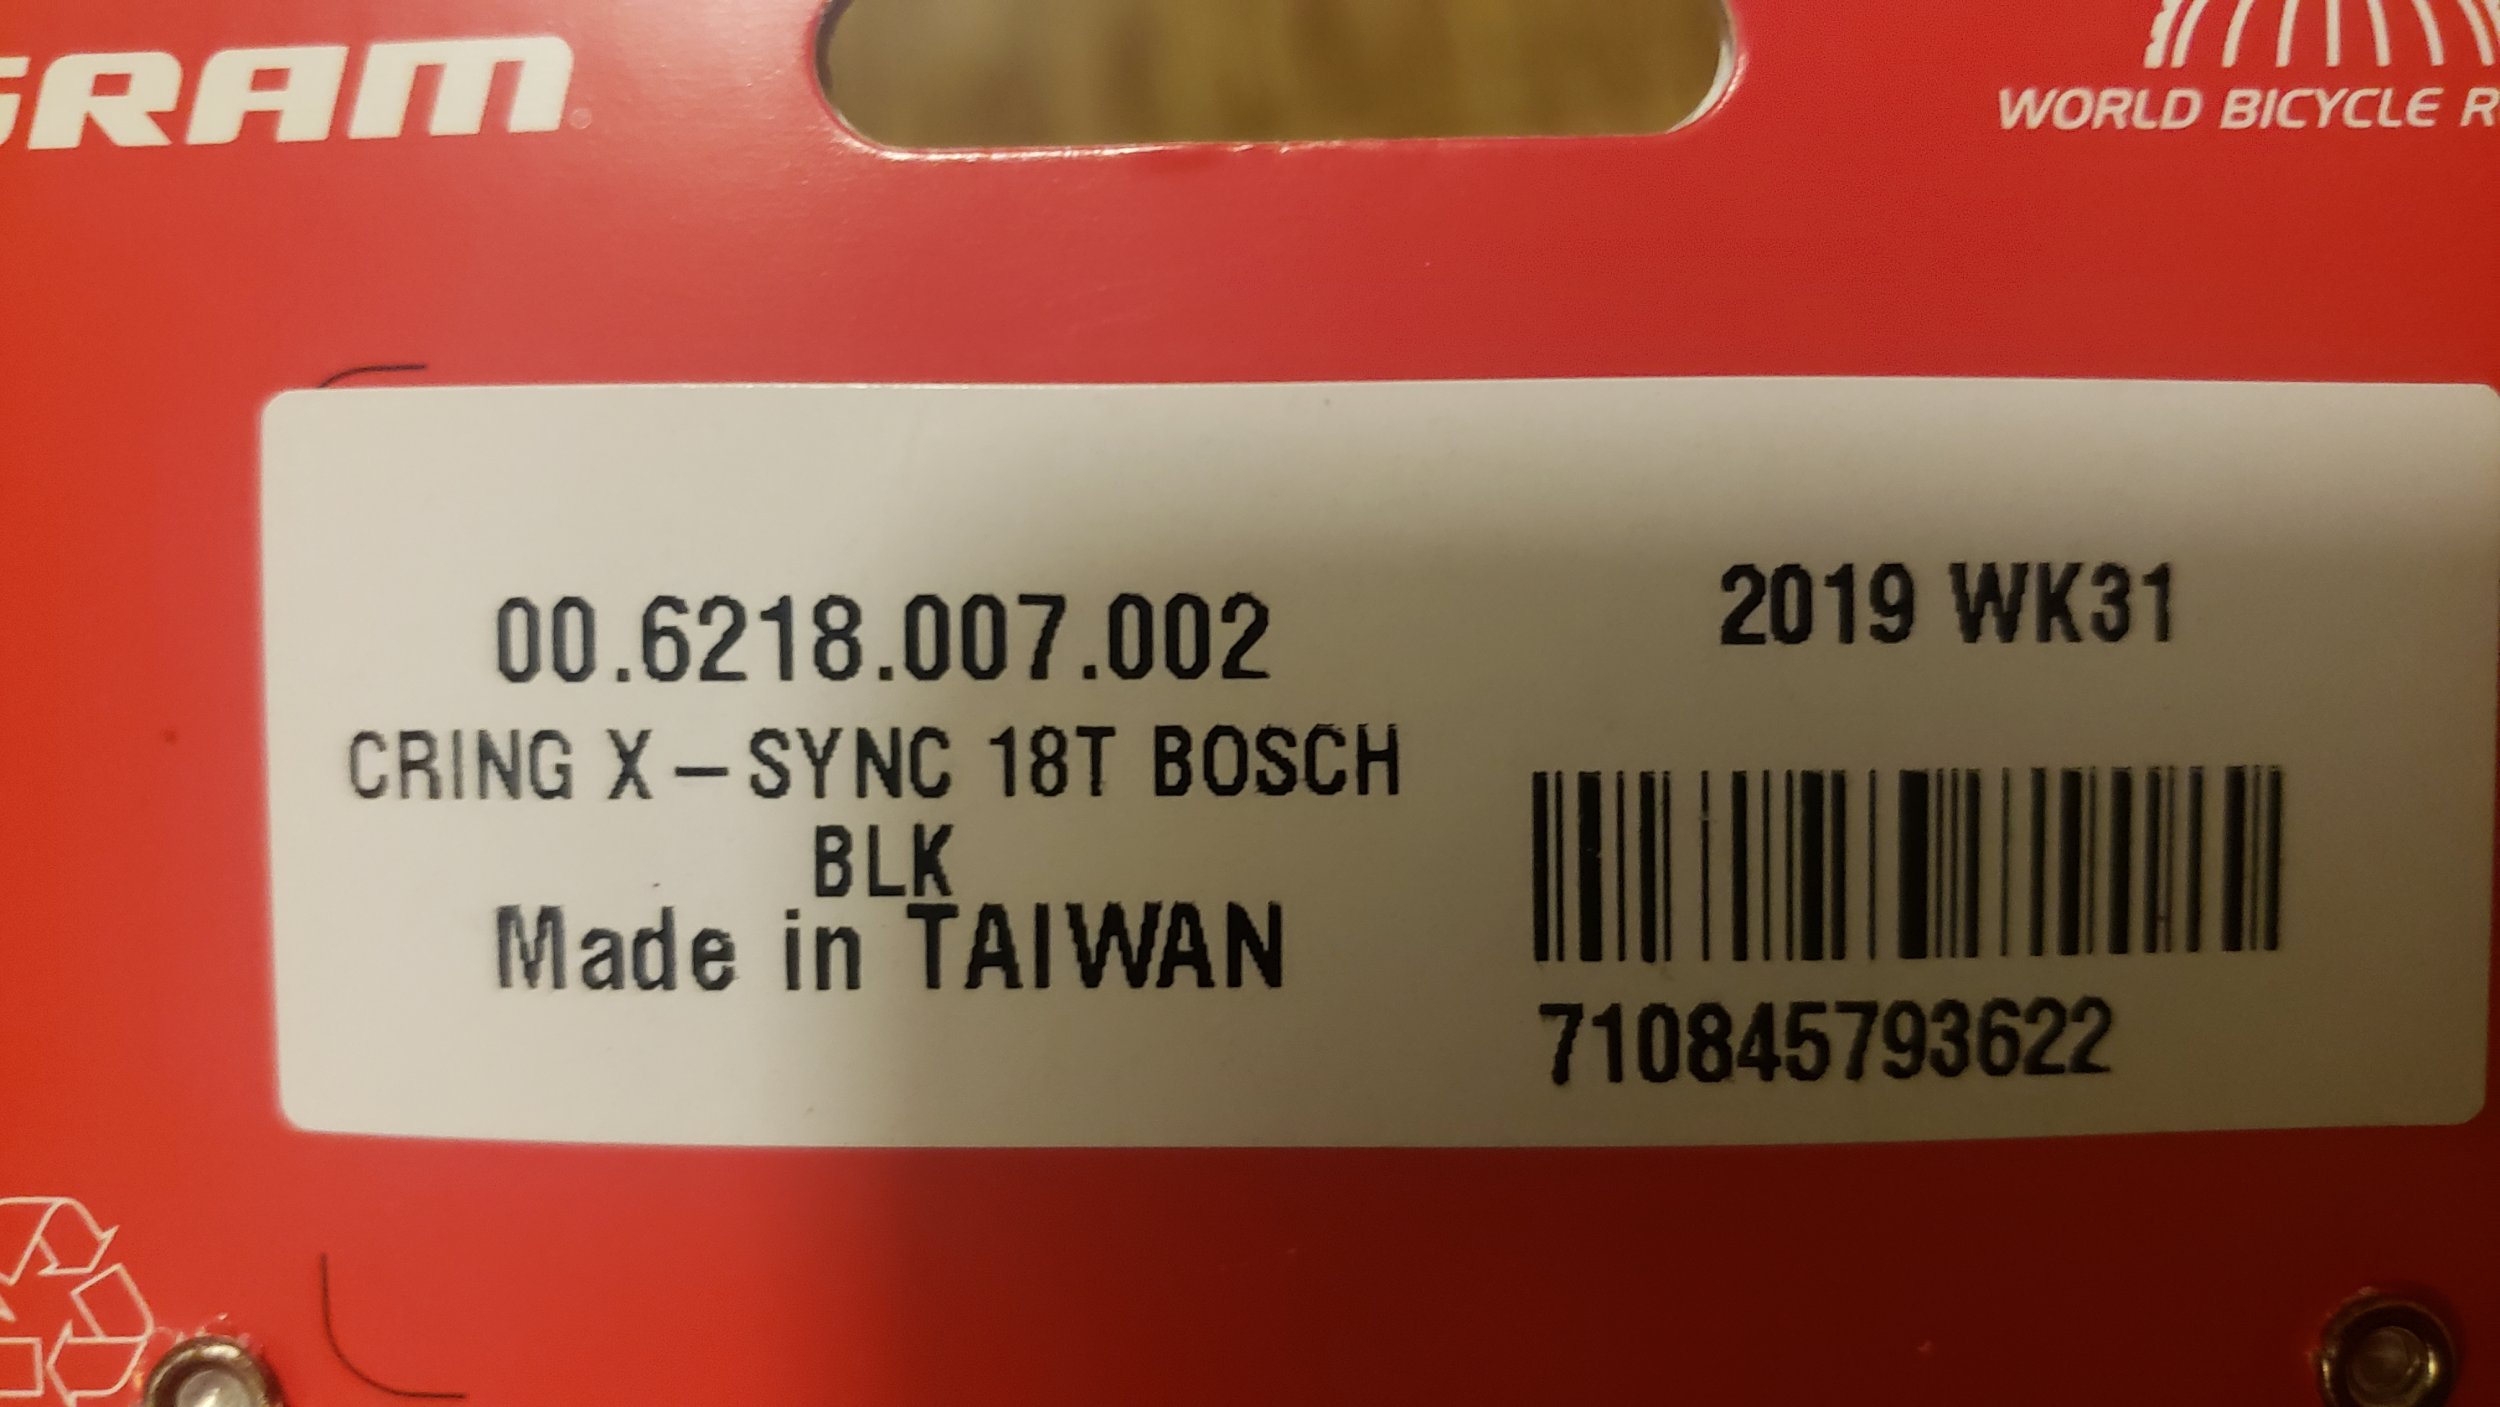 SRAM
WORLD BICYCLE R
00.6218.007.002
2019 WK31
CRING X-SYNC 18T BOSCH
BLK
Made in TAIWAN
710845793622